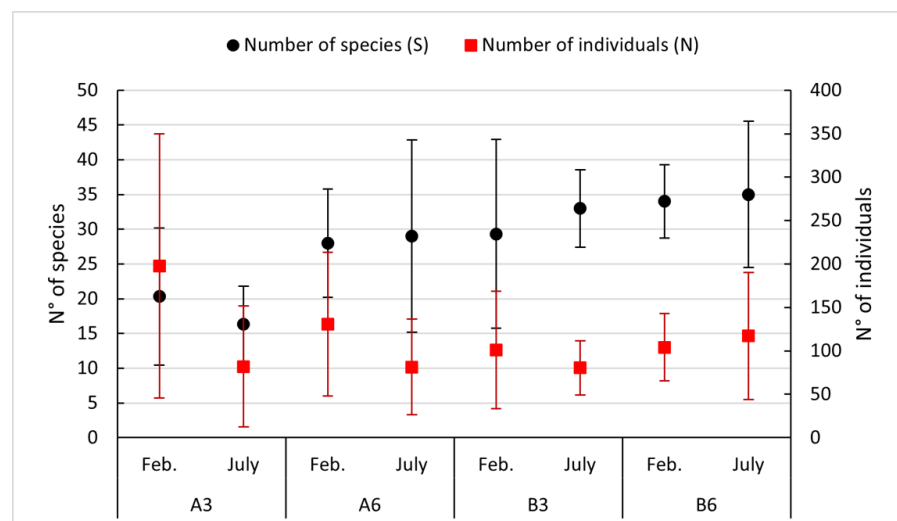 Number of species (S) Number of individuals (N)
50 400
45 350
40 300
35 250
30 200
25 150
20 100
15 50
10 0
5
0
N° of species
N° of individuals
Feb. July Feb. July Feb. July Feb. July
A3 A6 B3 B6